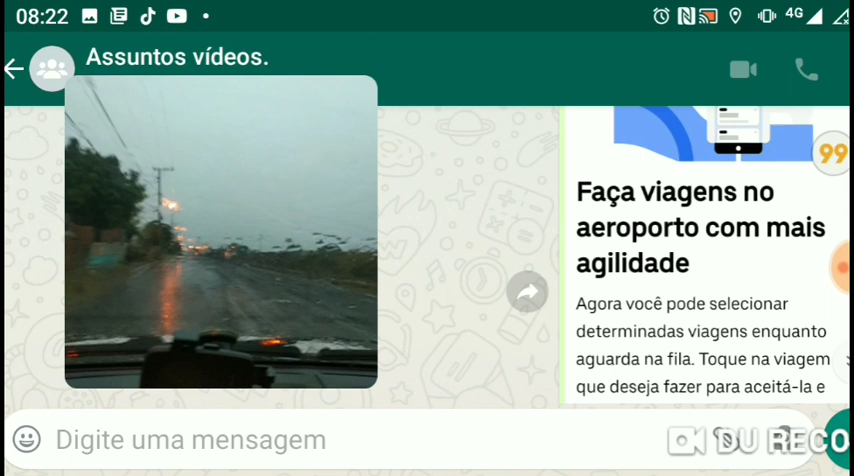 08:22
4G
Assuntos vídeos.
99
Faça viagens no
aeroporto com mais
agilidade
Agora você pode selecionar
determinadas viagens enquanto
aguarda na fila. Toque na viagem
que deseja fazer para aceitá-la e
Digite uma mensagem
DU RECO